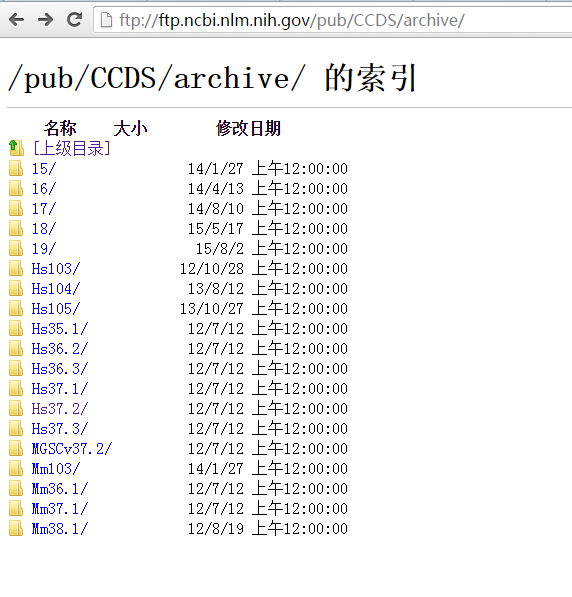 ftp://ftp.ncbi.nlm.nih.gov/pub/CCDS/archive/
/pub/CCDS/archive/ 的索引
名称 大小 修改日期
[上级目录]
15/ 14/1/27 上午12:00:00
16/ 14/4/13 上午12:00:00
17/ 14/8/10 上午12:00:00
18/ 15/5/17 上午12:00:00
19/ 15/8/2 上午12:00:00
Hs103/ 12/10/28 上午12:00:00
Hs104/ 13/8/12 上午12:00:00
Hs105/ 13/10/27 上午12:00:00
Hs35.1/ 12/7/12 上午12:00:00
Hs36.2/ 12/7/12 上午12:00:00
Hs36.3/ 12/7/12 上午12:00:00
Hs37.1/ 12/7/12 上午12:00:00
Hs37.2/ 12/7/12 上午12:00:00
Hs37.3/ 12/7/12 上午12:00:00
MGSCv37.2/ 12/7/12 上午12:00:00
Mm103/ 14/1/27 上午12:00:00
Mm36.1/ 12/7/12 上午12:00:00
Mm37.1/ 12/7/12 上午12:00:00
Mm38.1/ 12/8/19 上午12:00:00